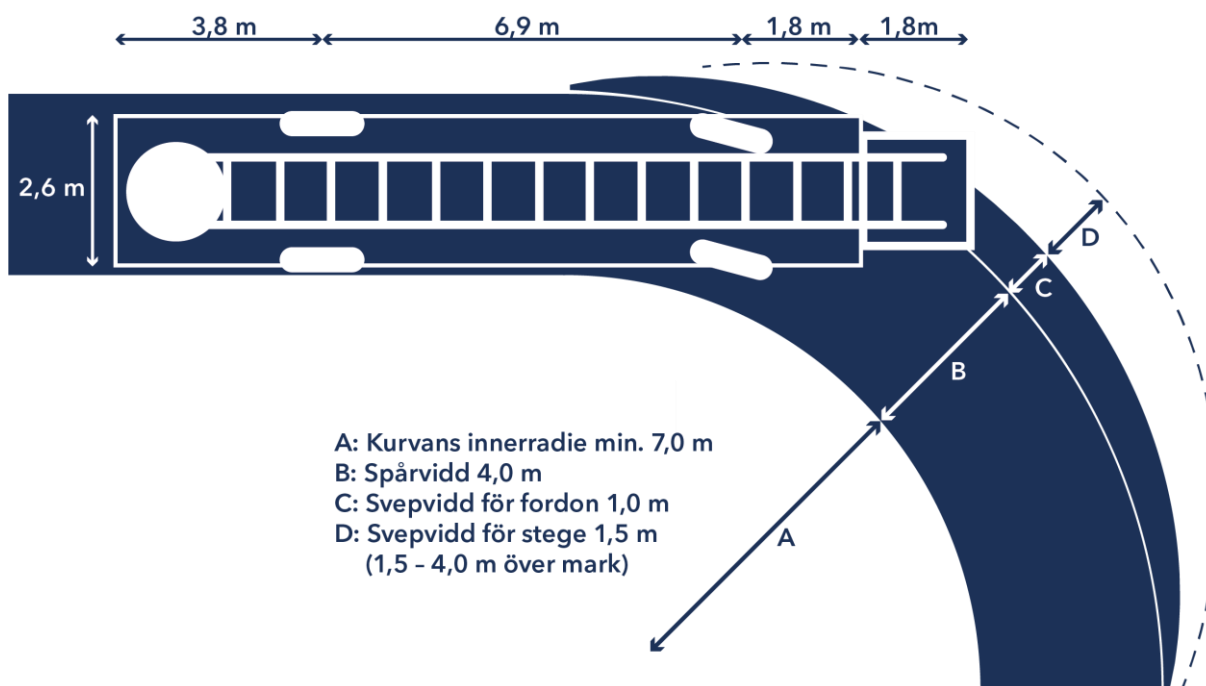 3,8 m
6,9 m
1,8 m
1,8m
2,6 m
D
C
B
A: Kurvans innerradie min. 7,0 m
B: Spårvidd 4,0 m
C: Svepvidd för fordon 1,0 m
D: Svepvidd för stege 1,5 m
(1,5 – 4,0 m över mark)
A